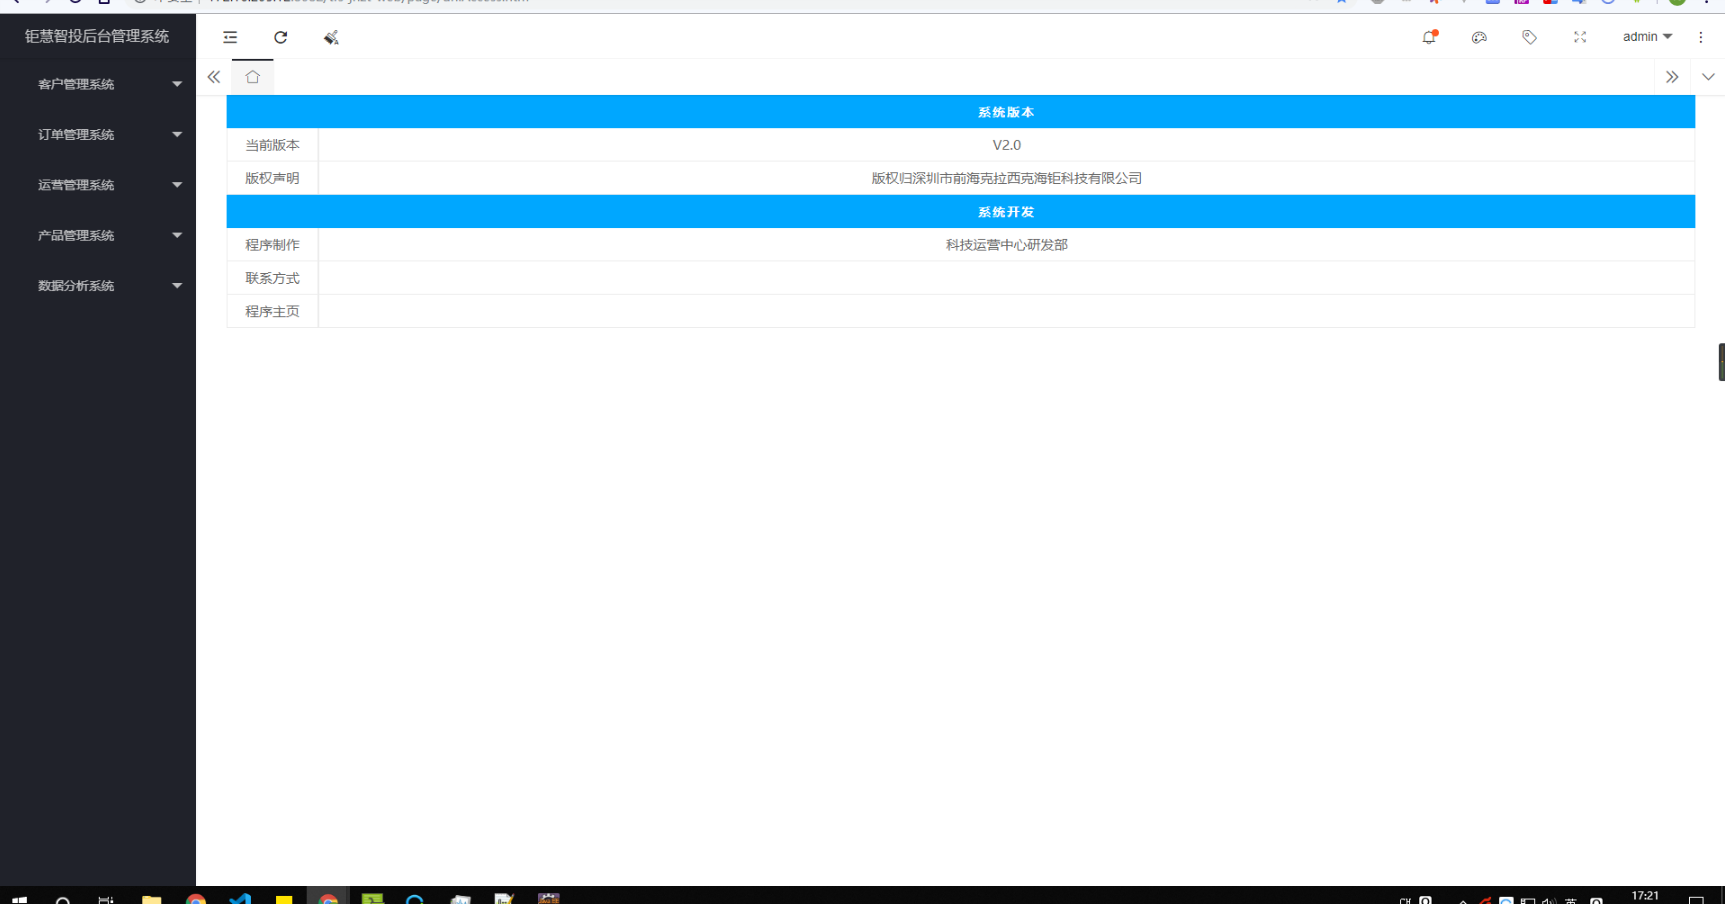 钜慧智投后台管理系统
admin
客户管理系统
订单管理系统
运营管理系统
产品管理系统
数据分析系统
系统版本
当前版本
V2.0
版权声明
版权归深圳市前海克拉西克海钜科技有限公司
系统开发
程序制作
科技运营中心研发部
联系方式
程序主页
17:21